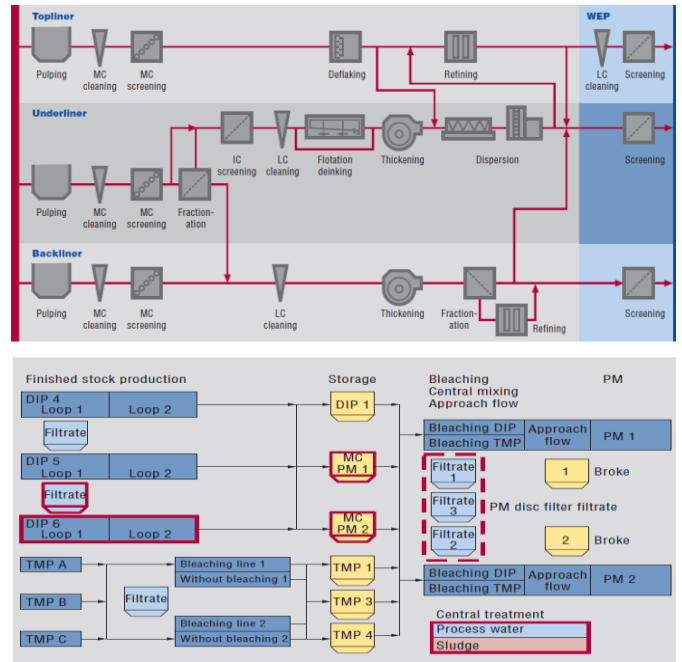 Topliner
WEP
Pulping
MC
cleaning
MC
screening
Deflaking
Refining
LC
cleaning
Screening
Underliner
IC
screening
LC
cleaning
Flotation
deinking
Thickening
Dispersion
Screening
Pulping
MC
cleaning
MC
screening
Fraction-
ation
Backliner
Pulping
MC
cleaning
MC
screening
LC
cleaning
Thickening
Fraction-
ation
Refining
Screening
Finished stock production
Storage
Bleaching
Central mixing
Approach flow
PM
DIP 4
Loop 1
Loop 2
Filtrate
DIP 1
Bleaching DIP
Bleaching TMP
Approach
flow
PM 1
DIP 5
Loop 1
Loop 2
Filtrate
MC
PM 1
Filtrate
1
1
Broke
Filtrate
3
PM disc filter filtrate
DIP 6
Loop 1
Loop 2
MC
PM 2
Filtrate
2
2
Broke
TMP A
Bleaching line 1
Without bleaching 1
TMP 1
Bleaching DIP
Bleaching TMP
Approach
flow
PM 2
TMP B
Filtrate
TMP 3
TMP C
Bleaching line 2
Without bleaching 2
TMP 4
Central treatment
Process water
Sludge